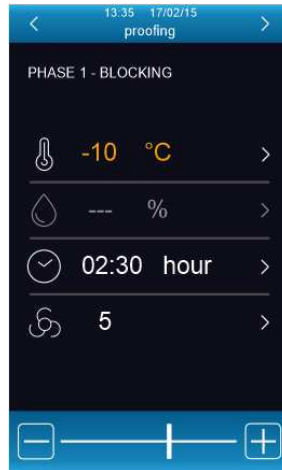 13:35 17/02/15
proofing
PHASE 1 - BLOCKING
-10 °C
--- %
02:30 hour
5